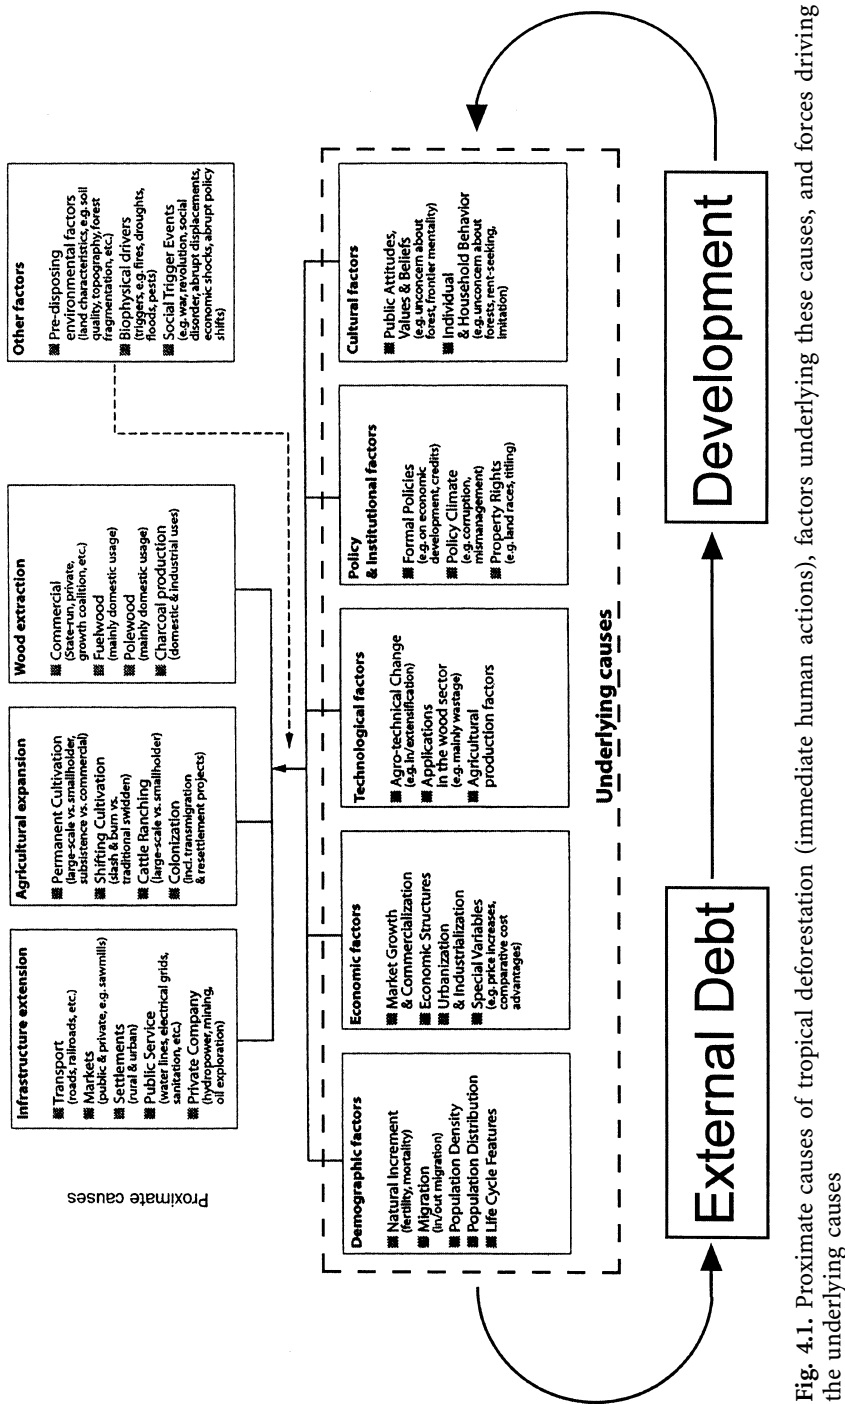 Proximate causes
Infrastructure extension
Transport
(roads, railroads, etc.)
Markets
(public & private, e.g. sawmills)
Settlements
(rural & urban)
Public Service
(water lines, electrical grids,
sanitation, etc.)
Private Company
(hydropower, mining,
oil exploration)
Agricultural expansion
Permanent Cultivation
(large-scale vs. smallholder,
subsistence vs. commercial)
Shifting Cultivation
(slash & burn vs.
traditional swidden)
Cattle Ranching
(large-scale vs. smallholder)
Colonization
(incl. transmigration
& resettlement projects)
Wood extraction
Commercial
(State-run, private,
growth coalition, etc.)
Fuelwood
(mainly domestic usage)
Polewood
(mainly domestic usage)
Charcoal production
(domestic & industrial uses)
Other factors
Pre-disposing
environmental factors
(land characteristics, e.g. soil
quality, topography, forest
fragmentation, etc.)
Biophysical drivers
(triggers, e.g. fires, droughts,
floods, pests)
Social Trigger Events
(e.g. war, revolution, social
disorder, abrupt displacements,
economic shocks, abrupt policy
shifts)
Demographic factors
Natural Increment
(fertility, mortality)
Migration
(in/out migration)
Population Density
Population Distribution
Life Cycle Features
Economic factors
Market Growth
& Commercialization
Economic Structures
Urbanization
& Industrialization
Special Variables
(e.g. price increases,
comparative cost
advantages)
Technological factors
Agro-technical Change
(e.g. in/extensification)
Applications
in the wood sector
(e.g. mainly wastage)
Agricultural
production factors
Policy
& Institutional factors
Formal Policies
(e.g. on economic
development, credits)
Policy Climate
(e.g. corruption,
mismanagement)
Property Rights
(e.g. land races, titling)
Cultural factors
Public Attitudes,
Values & Beliefs
(e.g. unconcern about
forest, frontier mentality)
Individual
& Household Behavior
(e.g. unconcern about
forests, rent-seeking,
imitation)
Underlying causes
External Debt
Development
Fig. 4.1. Proximate causes of tropical deforestation (immediate human actions), factors underlying these causes, and forces driving
the underlying causes